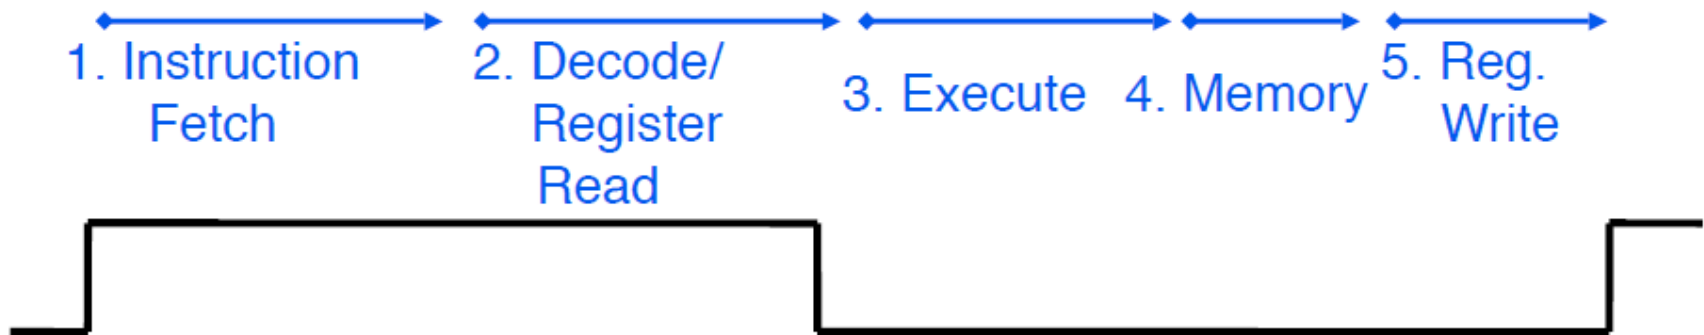 1. Instruction
Fetch
2. Decode/
Register
Read
3. Execute
4. Memory
5. Reg.
Write